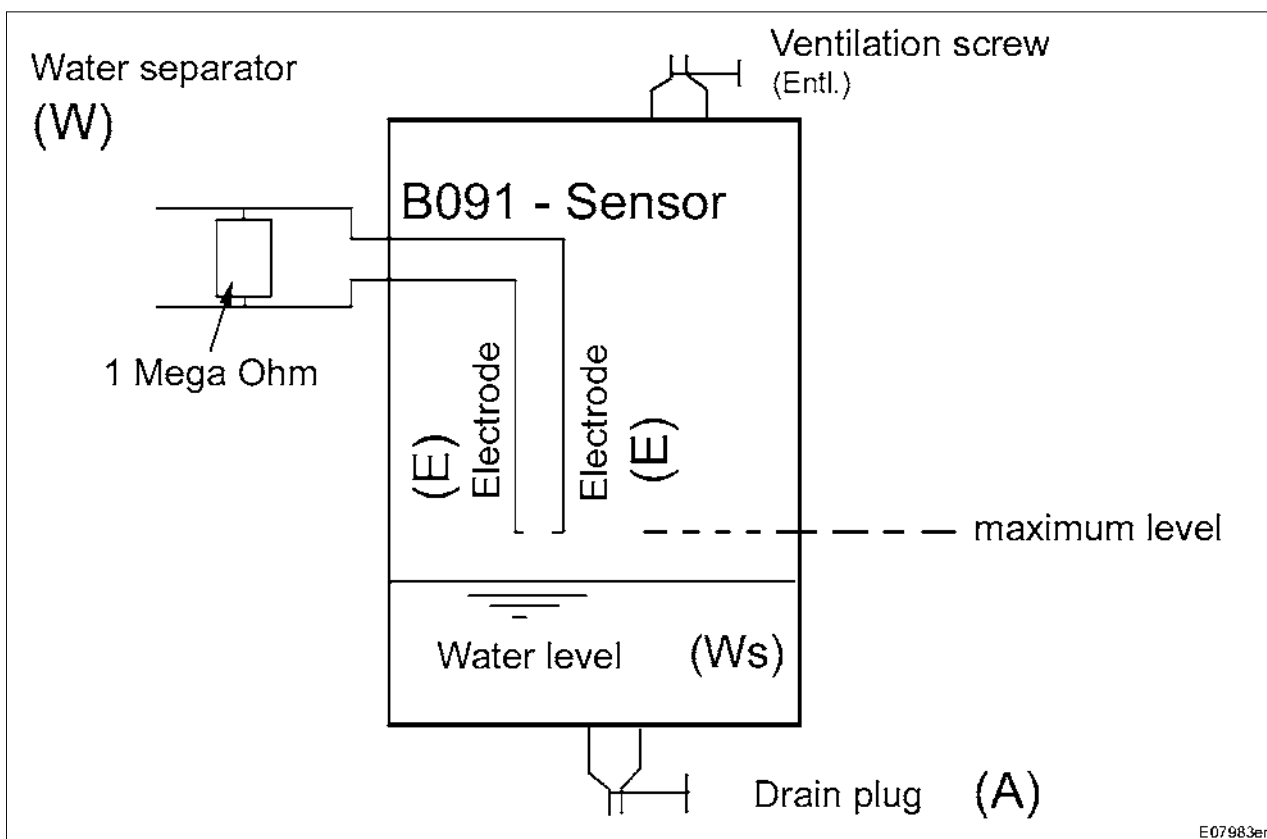 Water separator
(W)
Ventilation screw
(Entl.)
B091 - Sensor
1 Mega Ohm
(E)
Electrode
Electrode
(E)
maximum level
Water level
(Ws)
Drain plug
(A)
E07983en